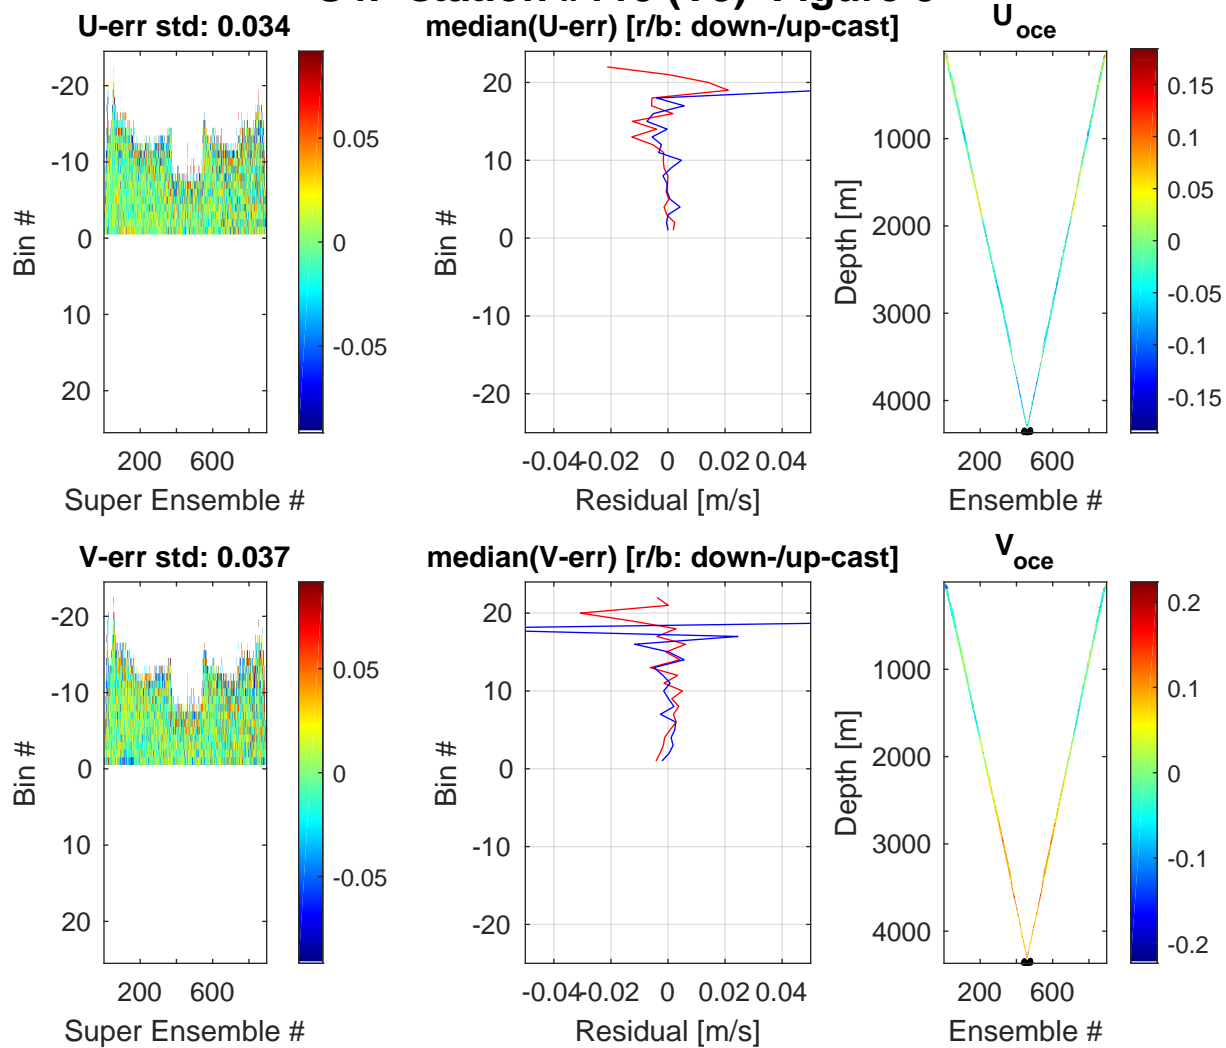 U-err std: 0.034
median(U-err) [r/b: down-/up-cast]
U
oce
-20
-10
0
10
20
Bin #
200 600
Super Ensemble #
0.05
0
-0.05
20
10
0
-10
-20
Bin #
-0.04 -0.02 0 0.02 0.04
Residual [m/s]
1000
2000
3000
4000
Depth [m]
200 600
Ensemble #
0.15
0.1
0.05
0
-0.05
-0.1
-0.15
V-err std: 0.037
median(V-err) [r/b: down-/up-cast]
V
oce
-20
-10
0
10
20
Bin #
200 600
Super Ensemble #
0.05
0
-0.05
20
10
0
-10
-20
Bin #
-0.04 -0.02 0 0.02 0.04
Residual [m/s]
1000
2000
3000
4000
Depth [m]
200 600
Ensemble #
0.2
0.1
0
-0.1
-0.2